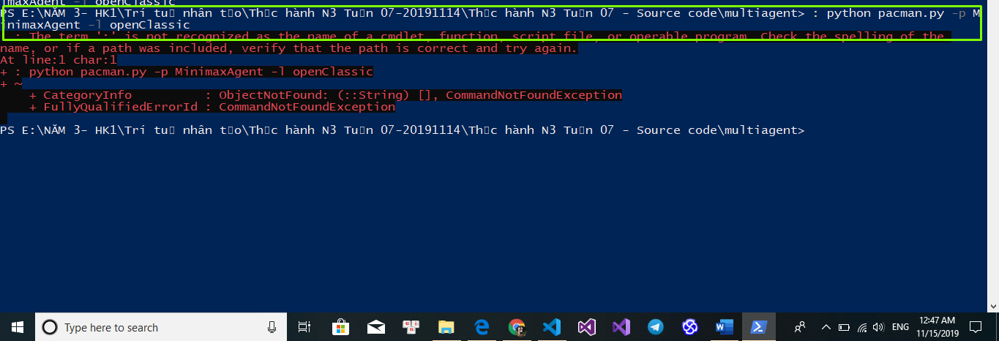 imaxAgent -l openClassic
PS E:\NĂM 3- HK1\Trí tu▯ nhân t▯o\Th▯c hành N3 Tu▯n 07-20191114\Th▯c hành N3 Tu▯n 07 - Source code\multiagent> : python pacman.py -p M
inimaxAgent -l openClassic
: : The term ':' is not recognized as the name of a cmdlet, function, script file, or operable program. Check the spelling of the
name, or if a path was included, verify that the path is correct and try again.
At line:1 char:1
+ : python pacman.py -p MinimaxAgent -l openClassic
+ ~
+ CategoryInfo : ObjectNotFound: (::String) [], CommandNotFoundException
+ FullyQualifiedErrorId : CommandNotFoundException
PS E:\NĂM 3- HK1\Trí tu▯ nhân t▯o\Th▯c hành N3 Tu▯n 07-20191114\Th▯c hành N3 Tu▯n 07 - Source code\multiagent>
Type here to search
ENG
12:47 AM
11/15/2019